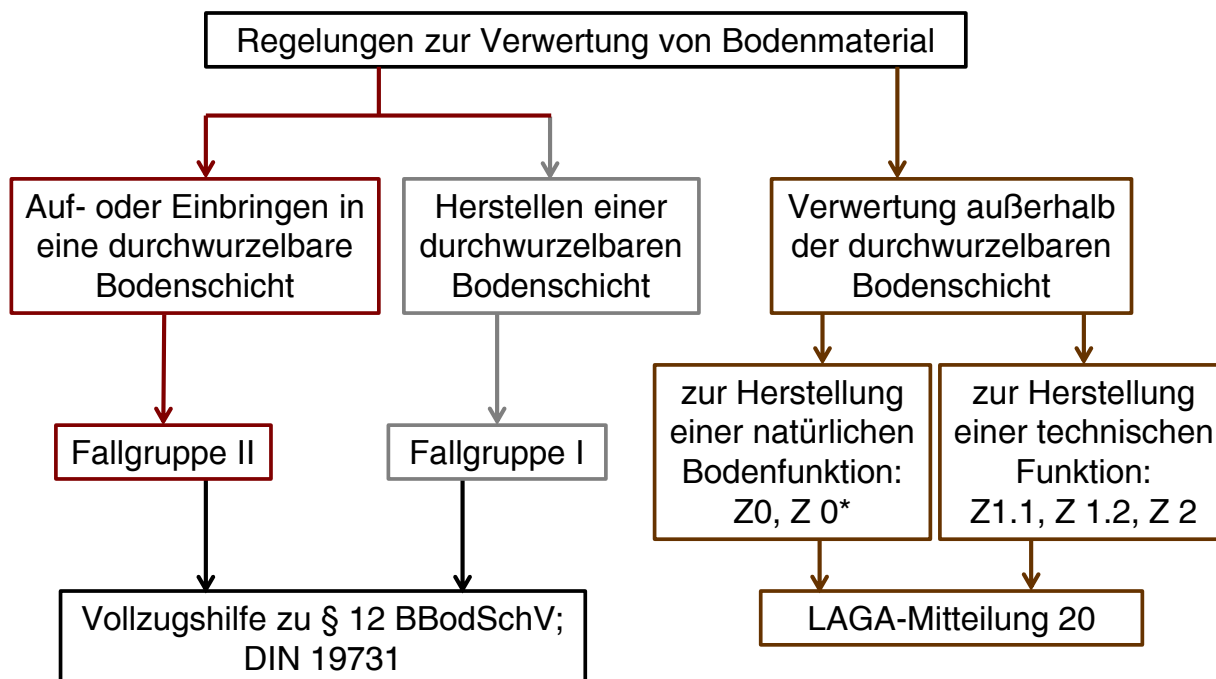 Regelungen zur Verwertung von Bodenmaterial
Auf- oder Einbringen in
eine durchwurzelbare
Bodenschicht
Herstellen einer
durchwurzelbaren
Bodenschicht
Verwertung außerhalb
der durchwurzelbaren
Bodenschicht
Fallgruppe II
Fallgruppe I
zur Herstellung
einer natürlichen
Bodenfunktion:
Z0, Z 0*
zur Herstellung
einer technischen
Funktion:
Z1.1, Z 1.2, Z 2
Vollzugshilfe zu § 12 BBodSchV;
DIN 19731
LAGA-Mitteilung 20